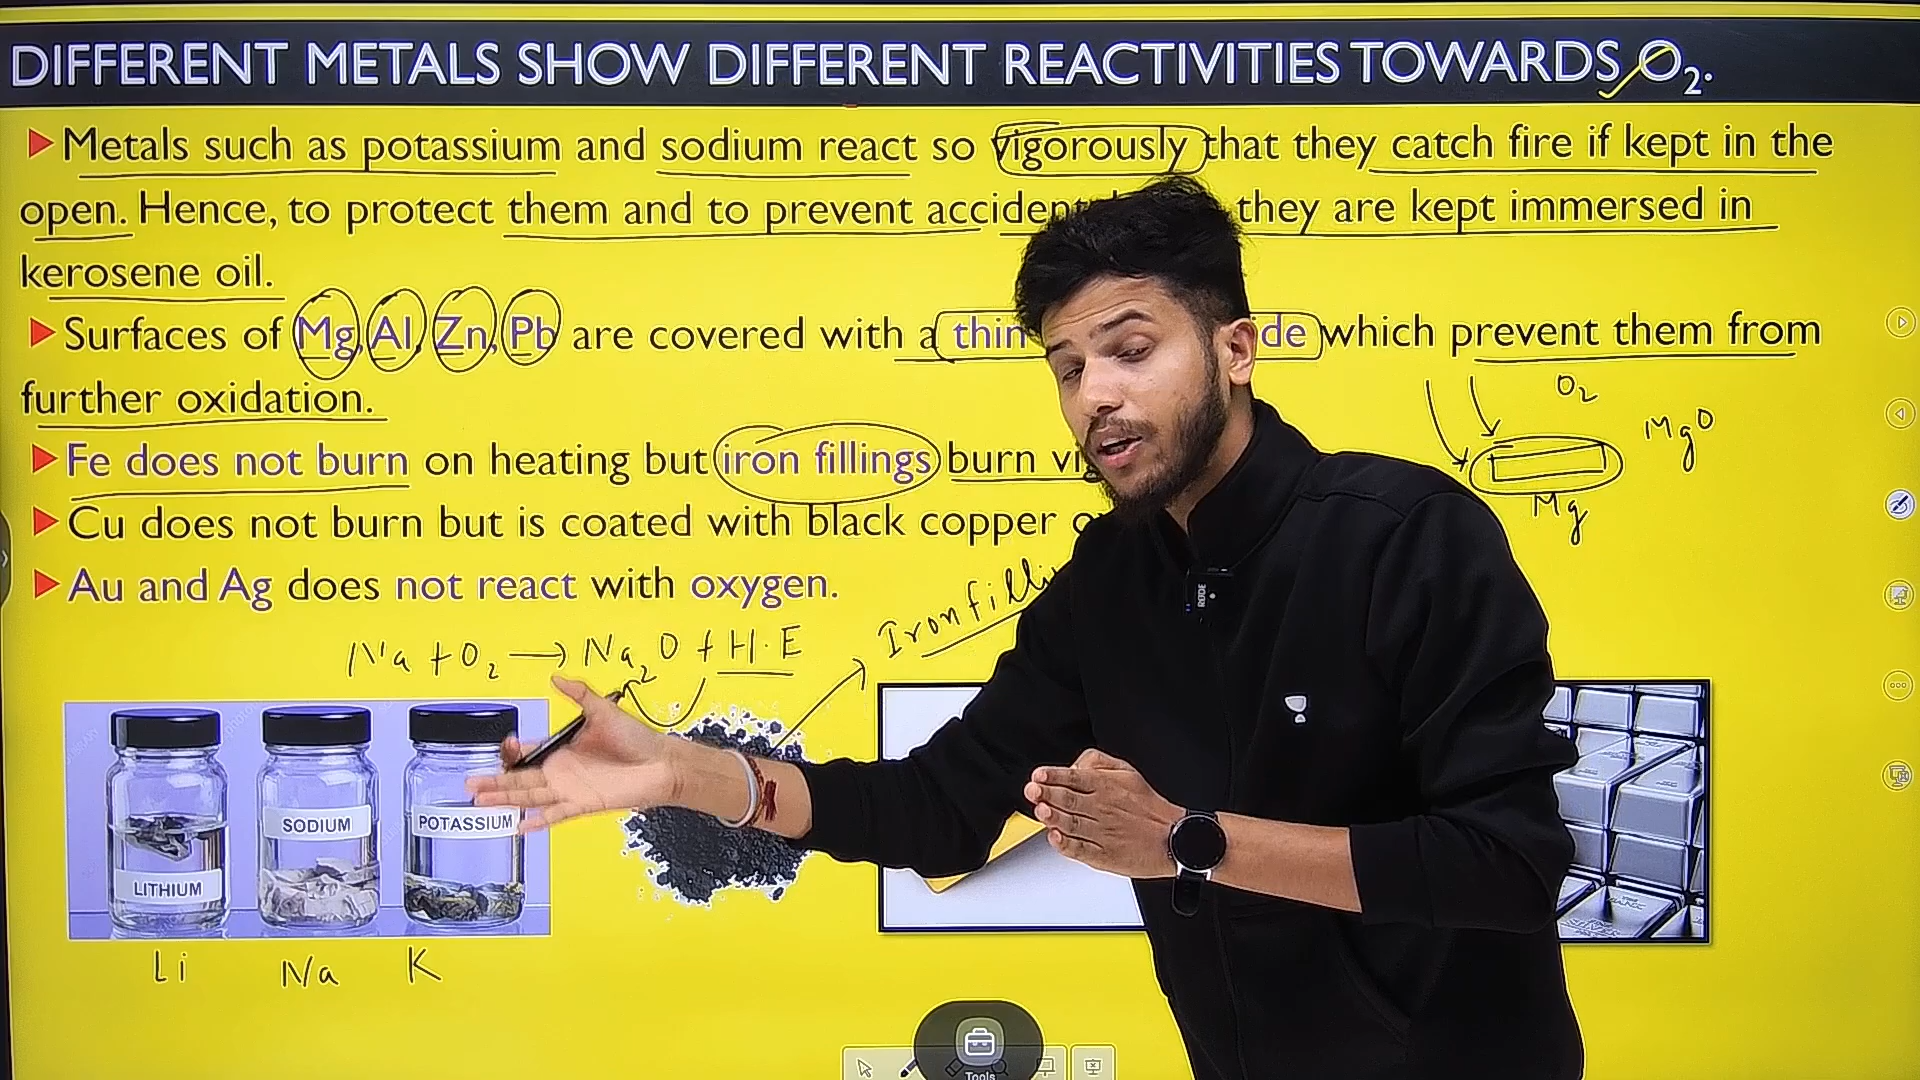 DIFFERENT METALS SHOW DIFFERENT REACTIVITIES TOWARDS O2.
Metals such as potassium and sodium react so vigorously that they catch fire if kept in the
open. Hence, to protect them and to prevent they are kept immersed in
kerosene oil.
Surfaces of Mg, Al, Zn, Pb are covered with a thin which prevent them from
further oxidation.
O2
MgO
Fe does not burn on heating but iron fillings burn
Mg
Cu does not burn but is coated with black copper
Au and Ag does not react with oxygen.
Iron
Na + O2 → Na2O + H.E
RØDE
LITHIUM
SODIUM
POTASSIUM
Li Na K
Tools